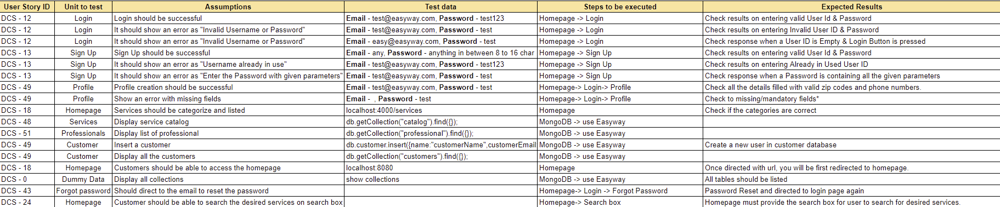 User Story ID Unit to test Assumptions Test data Steps to be executed Expected Results
DCS - 12 Login Login should be successful Email - test@easyway.com, Password - test123 Homepage -> Login Check results on entering valid User Id & Password
DCS - 12 Login It should show an error as "Invalid Username or Password" Email - test@easyway.com, Password - test Homepage -> Login Check results on entering Invalid User ID & Password
DCS - 12 Login It should show an error as "Invalid Username or Password" Email - easy@easyway.com, Password - test Homepage -> Login Check response when a User ID is Empty & Login Button is pressed
DCS - 13 Sign Up Sign Up should be successful Email - any, Password - anything in between 8 to 16 char Homepage -> Sign Up Check results on entering valid User Id & Password
DCS - 13 Sign Up It should show an error as "Username already in use" Email - test@easyway.com, Password - test123 Homepage -> Sign Up Check results on entering Already in Used User ID
DCS - 13 Sign Up It should show an error as "Enter the Password with given parameters" Email - test@easyway.com, Password - test Homepage -> Sign Up Check response when a Password is containing all the given parameters
DCS - 49 Profile Profile creation should be successful Email - test@easyway.com, Password - test Homepage-> Login-> Profile Check all the details filled with valid zip codes and phone numbers.
DCS - 49 Profile Show an error with missing fields Email - , Password - test Homepage-> Login-> Profile Check to missing/mandatory fields*
DCS - 18 Homepage Services should be categorize and listed localhost:4000/services Homepage Check if the categories are correct
DCS - 48 Services Display service catalog db.getCollection("catalog").find({}); MongoDB -> use Easyway
DCS - 51 Professionals Display list of professional db.getCollection("professional").find({}); MongoDB -> use Easyway
DCS - 49 Customer Insert a customer db.customer.insert({name:"customerName",customerEmail MongoDB -> use Easyway Create a new user in customer database
DCS - 49 Customer Display all the customers db.getCollection("customers").find({}); MongoDB -> use Easyway
DCS - 18 Homepage Customers should be able to access the homepage localhost:8080 Homepage Once directed with url, you will be first redirected to homepage.
DCS - 0 Dummy Data Display all collections show collections MongoDB -> use Easyway All tables should be listed
DCS - 43 Forgot password Should direct to the email to reset the password Homepage-> Login -> Forgot Password Password Reset and directed to login page again
DCS - 24 Homepage Customer should be able to search the desired services on search box Homepage-> Search box Homepage must provide the search box for user to search for desired services.